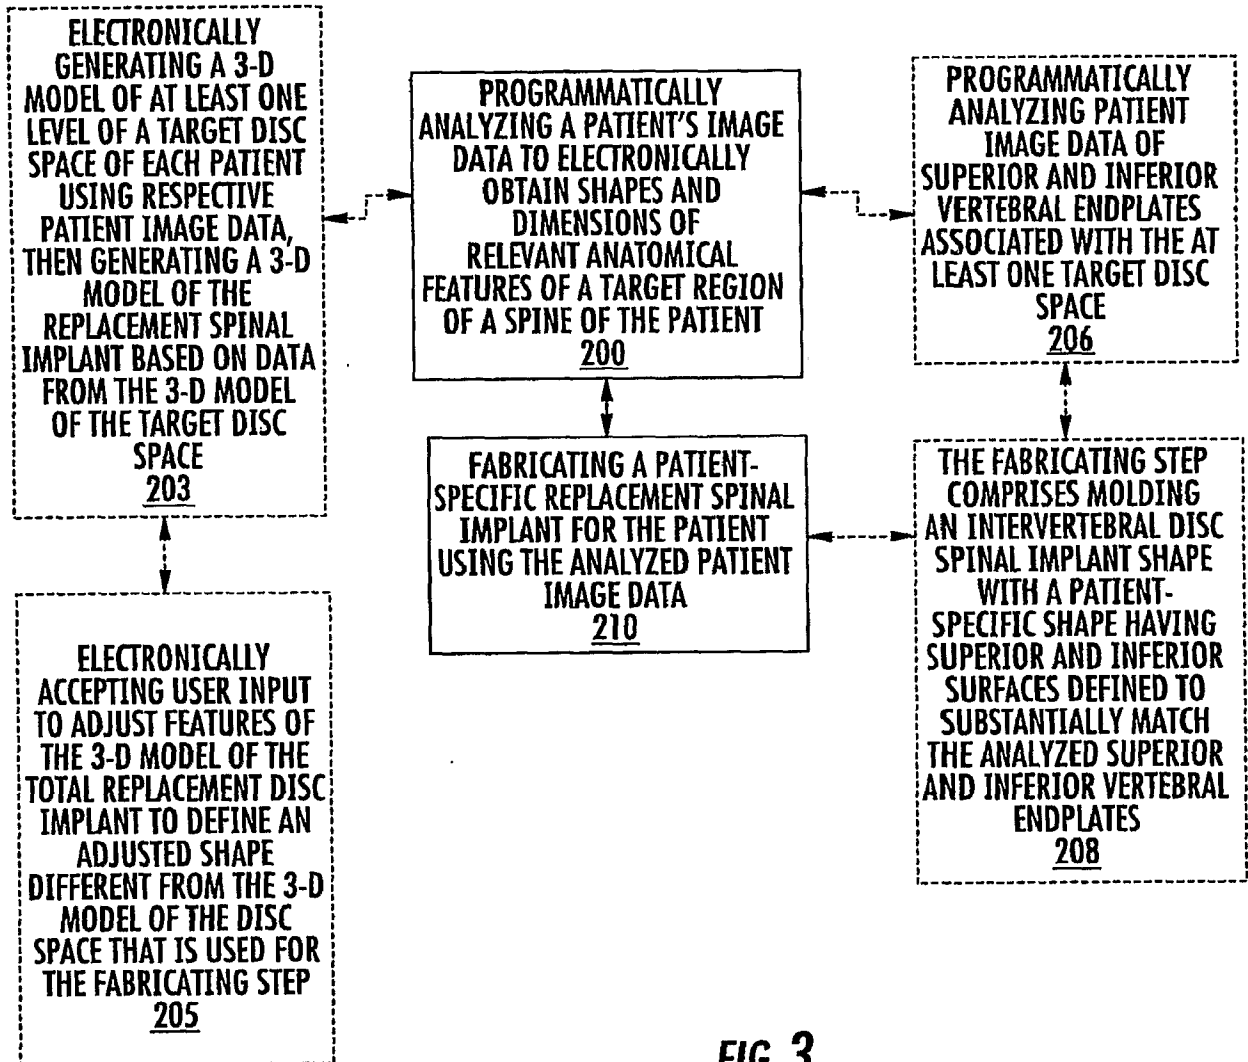 ELECTRONICALLY
GENERATING A 3-D
MODEL OF AT LEAST ONE
LEVEL OF A TARGET DISC
SPACE OF EACH PATIENT
USING RESPECTIVE
PATIENT IMAGE DATA,
THEN GENERATING A 3-D
MODEL OF THE
REPLACEMENT SPINAL
IMPLANT BASED ON DATA
FROM THE 3-D MODEL
OF THE TARGET DISC
SPACE
203
ELECTRONICALLY
ACCEPTING USER INPUT
TO ADJUST FEATURES OF
THE 3-D MODEL OF THE
TOTAL REPLACEMENT DISC
IMPLANT TO DEFINE AN
ADJUSTED SHAPE
DIFFERENT FROM THE 3-D
MODEL OF THE DISC
SPACE THAT IS USED FOR
THE FABRICATING STEP
205
PROGRAMMATICALLY
ANALYZING A PATIENT'S IMAGE
DATA TO ELECTRONICALLY
OBTAIN SHAPES AND
DIMENSIONS OF
RELEVANT ANATOMICAL
FEATURES OF A TARGET REGION
OF A SPINE OF THE PATIENT
200
FABRICATING A PATIENT-
SPECIFIC REPLACEMENT SPINAL
IMPLANT FOR THE PATIENT
USING THE ANALYZED PATIENT
IMAGE DATA
210
PROGRAMMATICALLY
ANALYZING PATIENT
IMAGE DATA OF
SUPERIOR AND INFERIOR
VERTEBRAL ENDPLATES
ASSOCIATED WITH THE AT
LEAST ONE TARGET DISC
SPACE
206
THE FABRICATING STEP
COMPRISES MOLDING
AN INTERVERTEBRAL DISC
SPINAL IMPLANT SHAPE
WITH A PATIENT-
SPECIFIC SHAPE HAVING
SUPERIOR AND INFERIOR
SURFACES DEFINED TO
SUBSTANTIALLY MATCH
THE ANALYZED SUPERIOR
AND INFERIOR VERTEBRAL
ENDPLATES
208
FIG. 3